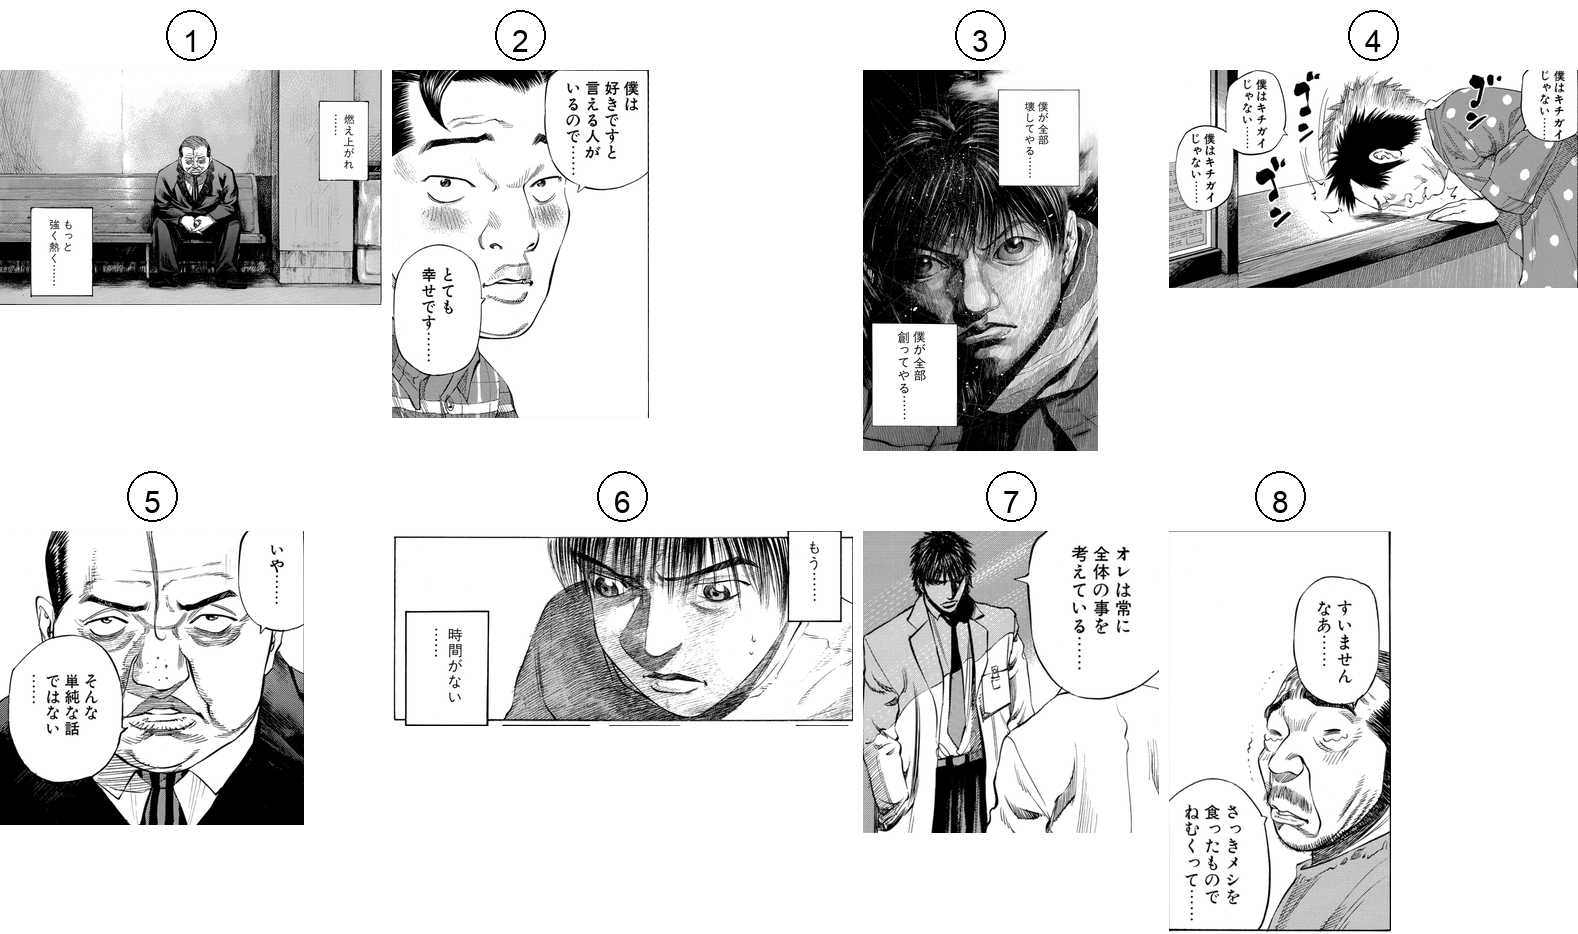 1
燃え上がれ
……
もっと
強く熱く……
2
僕は
好きですと
言える人が
いるので……
とても
幸せです……
3
僕が全部
壊してやる……
僕が全部
創ってやる……
4
僕はキチガイ
じゃない……
ゴン
僕はキチガイ
じゃない……
ゴン
ゴン
僕はキチガイ
じゃない……
5
いや……
そんな
単純な話
ではない
……
6
もう……
時間がない
……
7
オレは常に
全体の事を
考えている……
8
すいません
なあ……
さっきメシを
食ったもので
ねむくって……